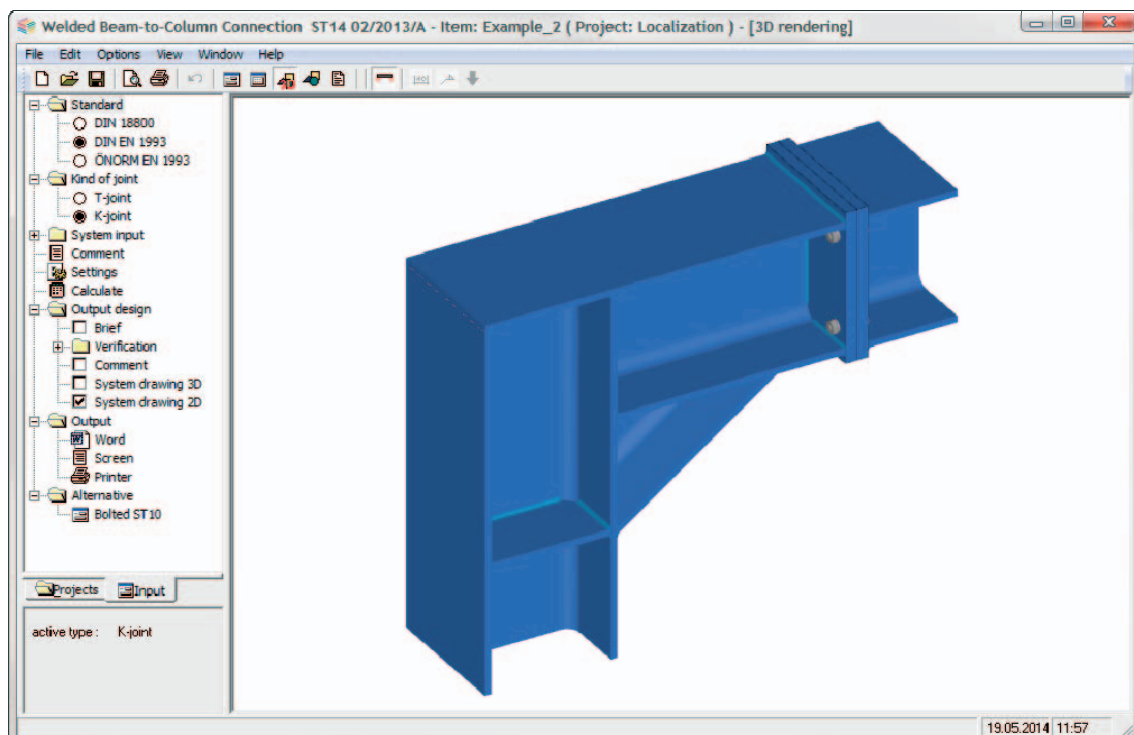 Welded Beam-to-Column Connection ST14 02/2013/A - Item: Example_2 ( Project: Localization ) - [3D rendering]
File Edit Options View Window Help
Standard
DIN 18800
DIN EN 1993
ÖNORM EN 1993
Kind of joint
T-joint
K-joint
System input
Comment
Settings
Calculate
Output design
Brief
Verification
Comment
System drawing 3D
System drawing 2D
Output
Word
Screen
Printer
Alternative
Bolted ST10
Projects Input
active type : K-joint
19.05.2014 11:57